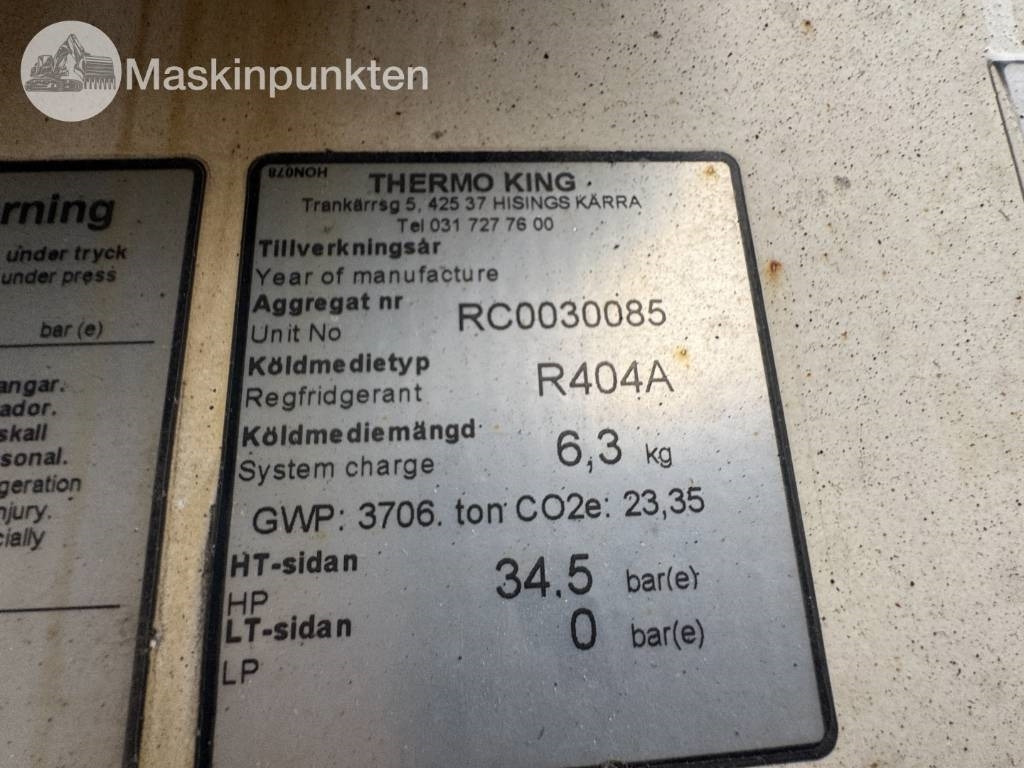 Maskinpunkten
rning
under tryck
under press
bar (e)
angar.
ador.
skall
sonal.
geration
njury.
cially
HON078
THERMO KING
Trankärrsg 5, 425 37 HISINGS KÄRRA
Tel 031 727 76 00
Tillverkningsår
Year of manufacture
Aggregat nr
Unit No
RC0030085
Köldmedietyp
Regfridgerant
R404A
Köldmediemängd
System charge
6,3 kg
GWP: 3706. ton CO2e: 23,35
HT-sidan
HP
34.5 bar(e)
LT-sidan
LP
0 bar(e)